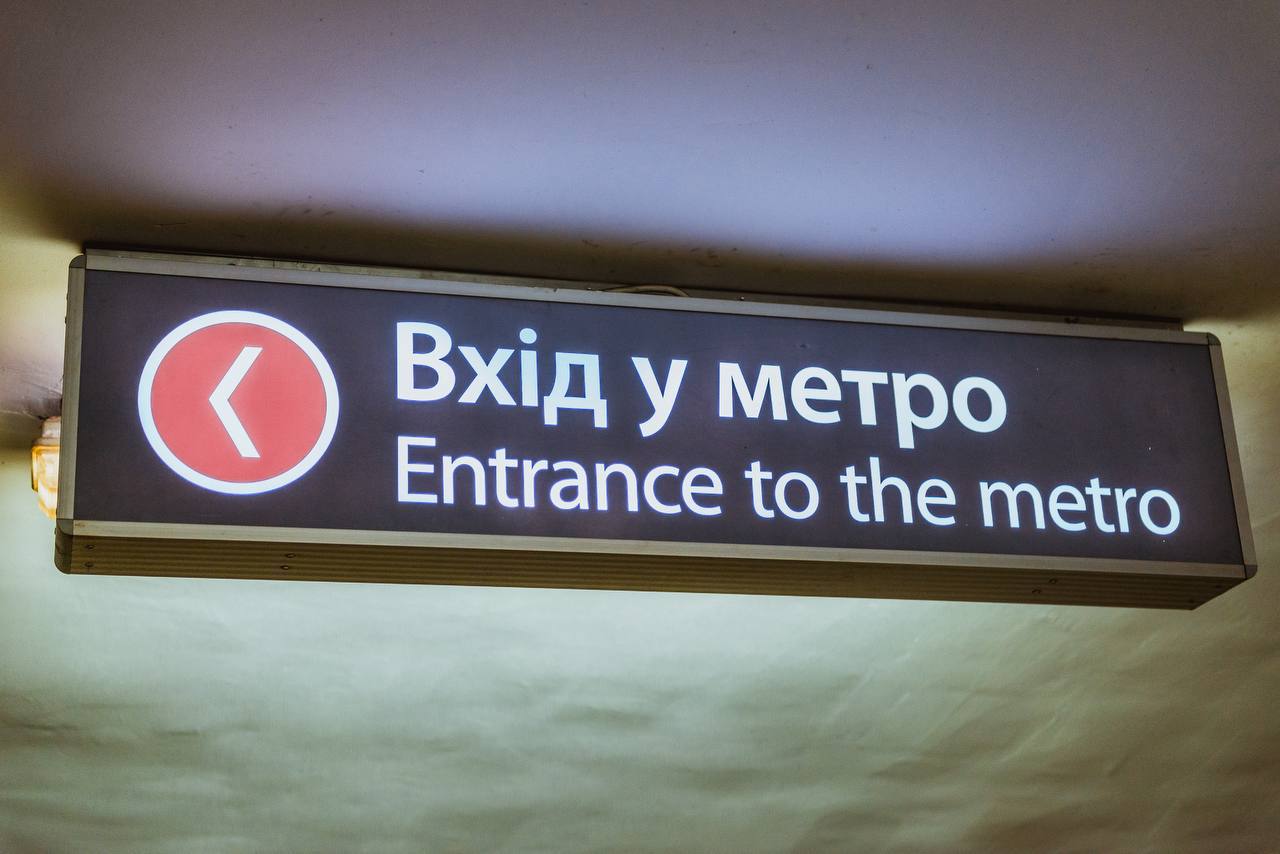 Вхід у метро
Entrance to the metro